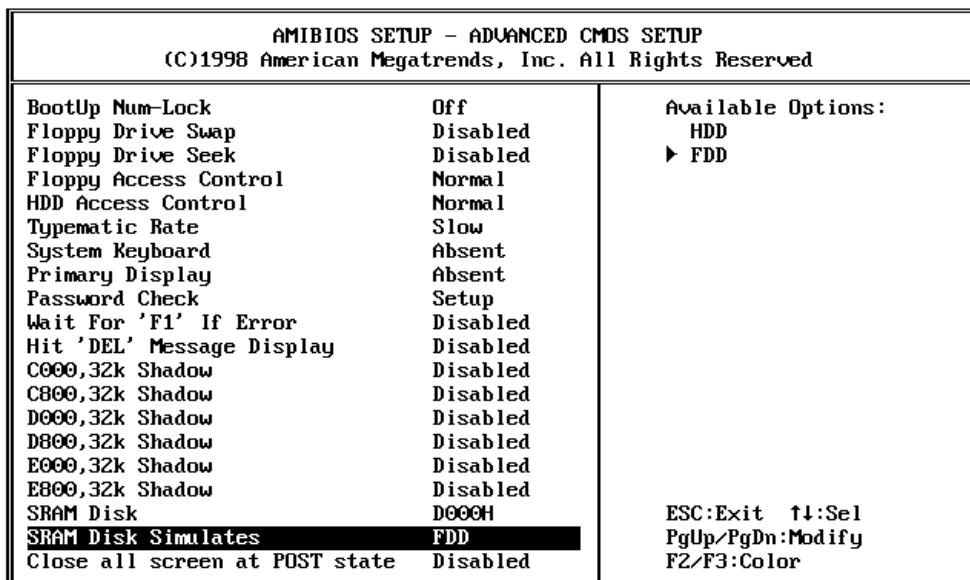 AMIBIOS SETUP - ADVANCED CMOS SETUP
(C)1998 American Megatrends, Inc. All Rights Reserved
BootUp Num-Lock Off
Floppy Drive Swap Disabled
Floppy Drive Seek Disabled
Floppy Access Control Normal
HDD Access Control Normal
Typematic Rate Slow
System Keyboard Absent
Primary Display Absent
Password Check Setup
Wait For 'F1' If Error Disabled
Hit 'DEL' Message Display Disabled
C000,32k Shadow Disabled
C800,32k Shadow Disabled
D000,32k Shadow Disabled
D800,32k Shadow Disabled
E000,32k Shadow Disabled
E800,32k Shadow Disabled
SRAM Disk D000H
SRAM Disk Simulates FDD
Close all screen at POST state Disabled
Available Options:
HDD
▶ FDD
ESC:Exit ↑↓:Sel
PgUp/PgDn:Modify
F2/F3:Color